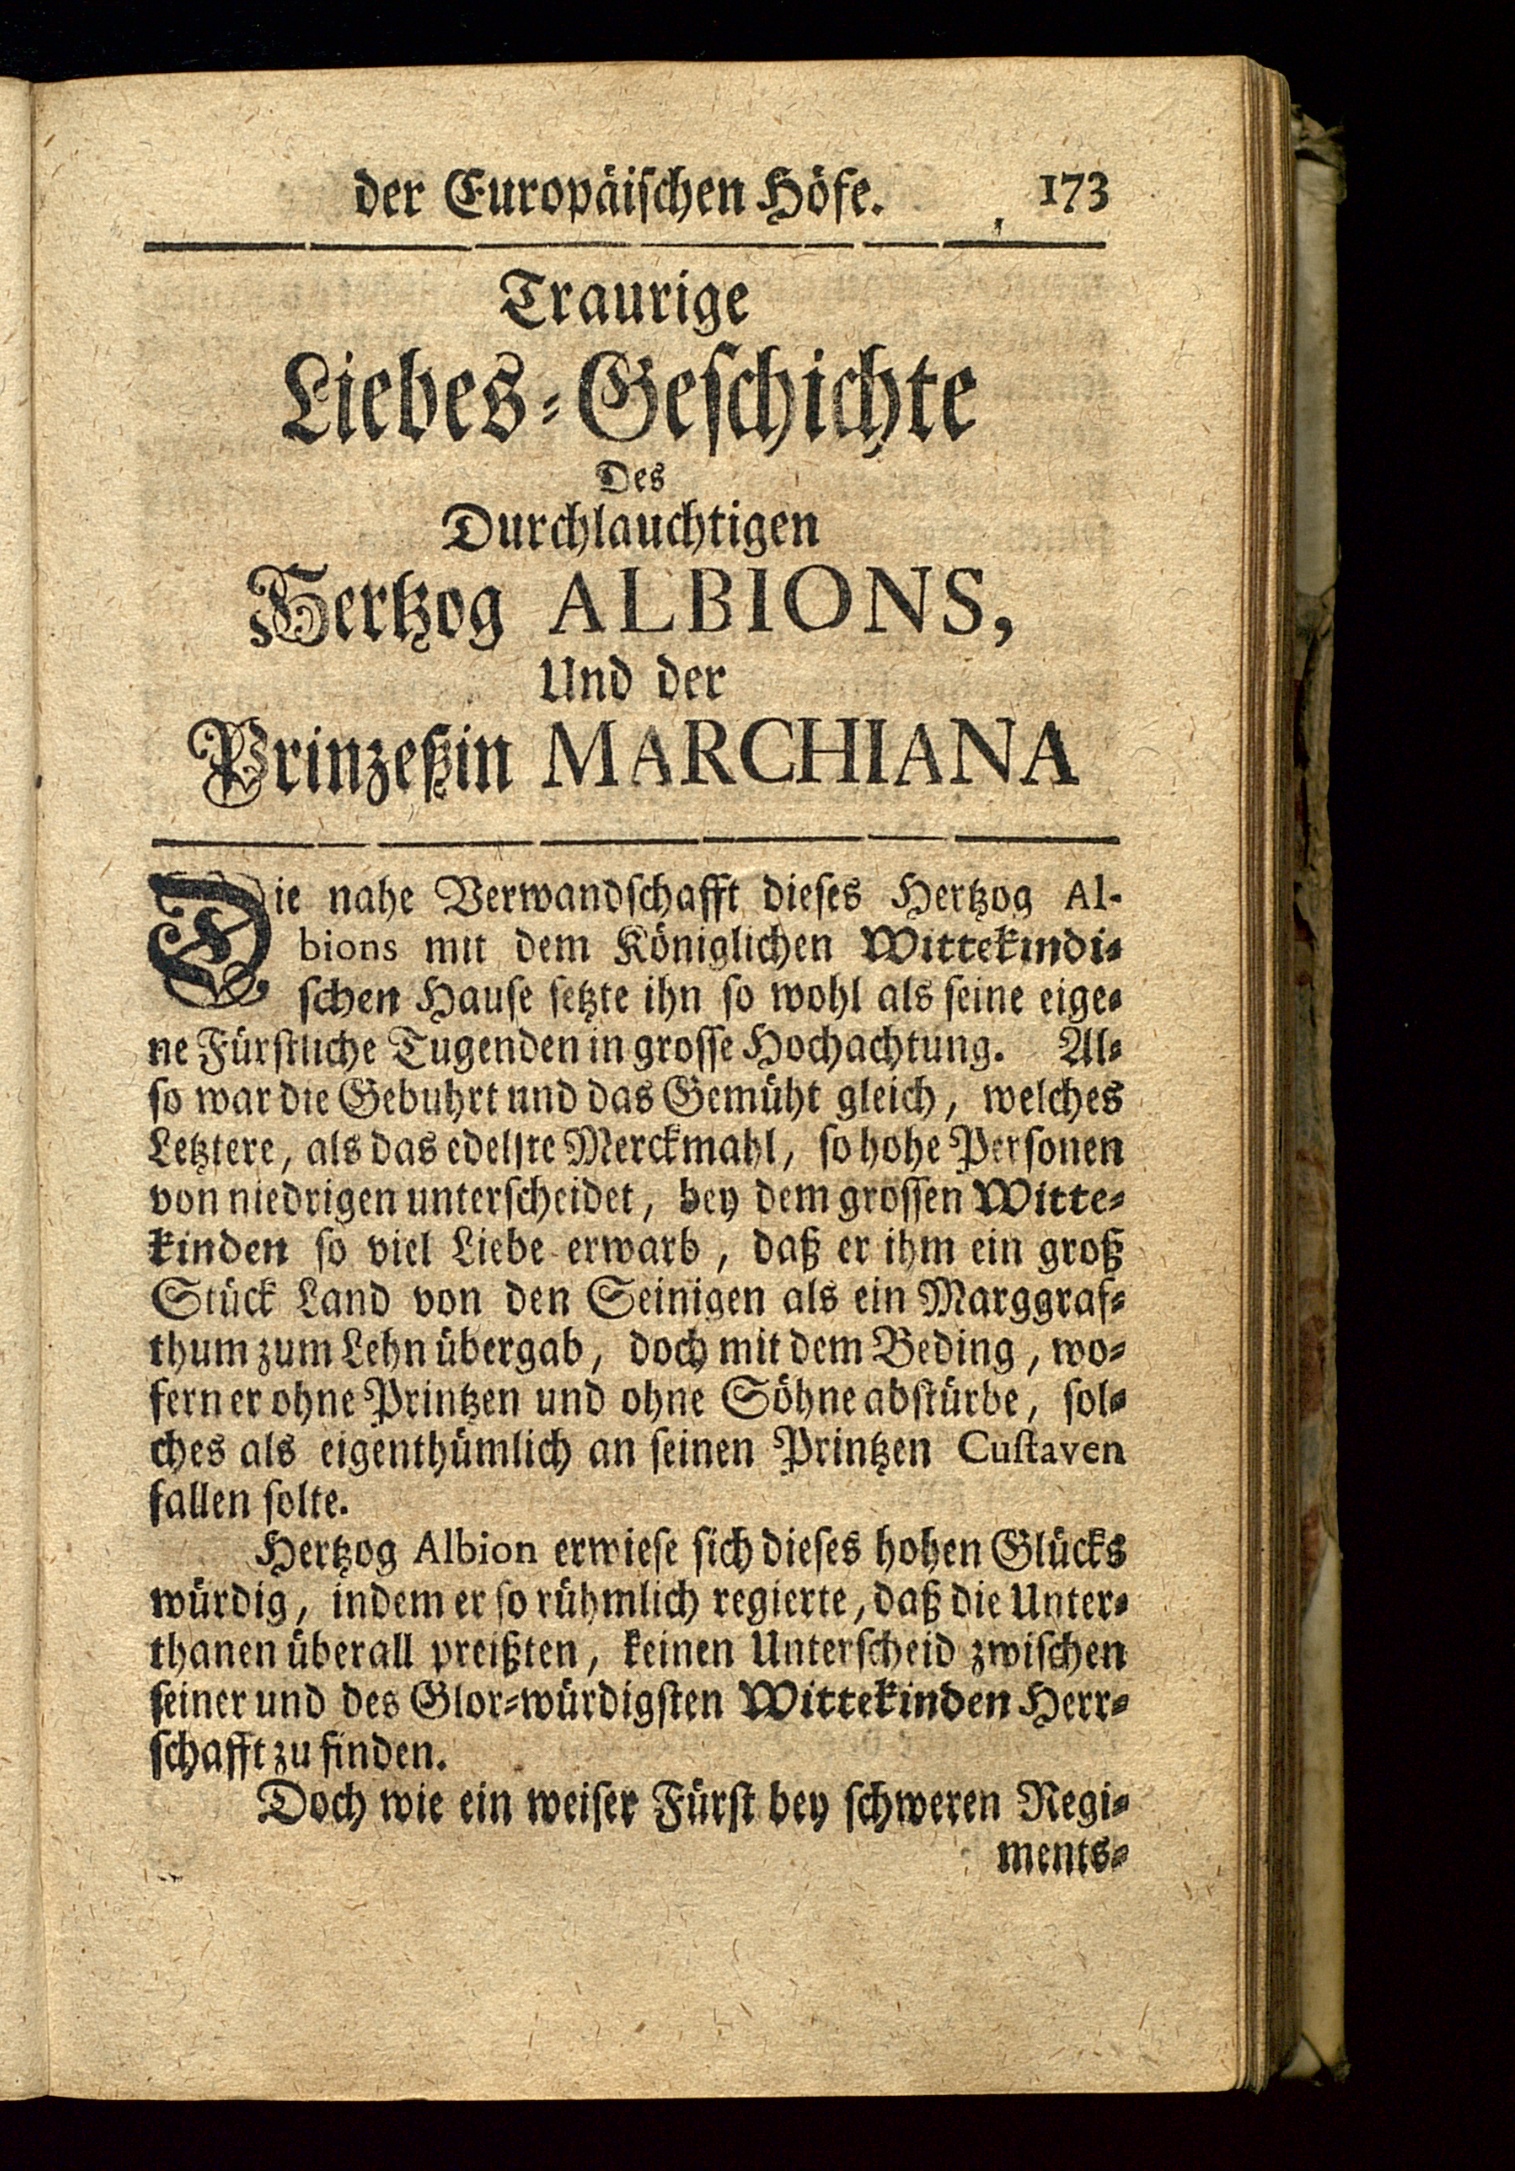 der Europäischen Höfe. 173
Traurige
Liebes-Geschichte
Des
Durchlauchtigen
Hertzog ALBIONS,
Und der
Prinzeßin MARCHIANA
Die nahe Verwandschafft dieses Hertzog Al-
bions mit dem Königlichen Wittekindi-
schen Hause setzte ihn so wohl als seine eige-
ne Fürstliche Tugenden in grosse Hochachtung. Al-
so war die Gebuhrt und das Gemüht gleich, welches
Letztere, als das edelste Merckmahl, so hohe Personen
von niedrigen unterscheidet, bey dem grossen Witte-
kinden so viel Liebe erwarb, daß er ihm ein groß
Stück Land von den Seinigen als ein Marggraf-
thum zum Lehn übergab, doch mit dem Beding, wo-
fern er ohne Printzen und ohne Söhne abstürbe, sol-
ches als eigenthümlich an seinen Printzen Custaven
fallen solte.
Hertzog Albion erwiese sich dieses hohen Glücks
würdig, indem er so rühmlich regierte, daß die Unter-
thanen überall preißten, keinen Unterscheid zwischen
seiner und des Glor-würdigsten Wittekinden Herr-
schafft zu finden.
Doch wie ein weiser Fürst bey schweren Regi-
ments-